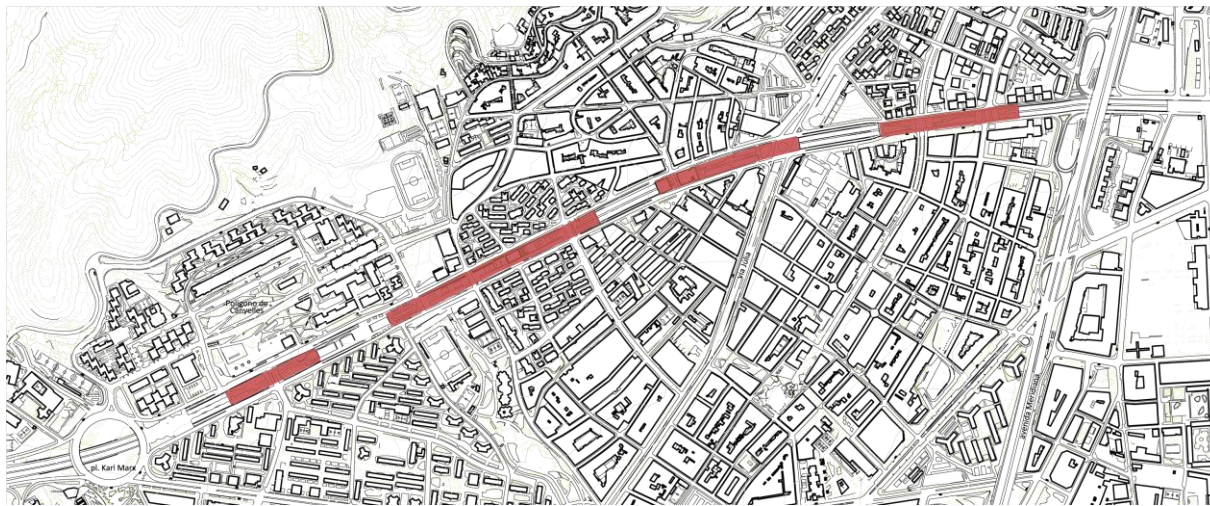 Polígono de
Canyelles
pl. Karl Marx
Via Júlia
avenida Meridiana